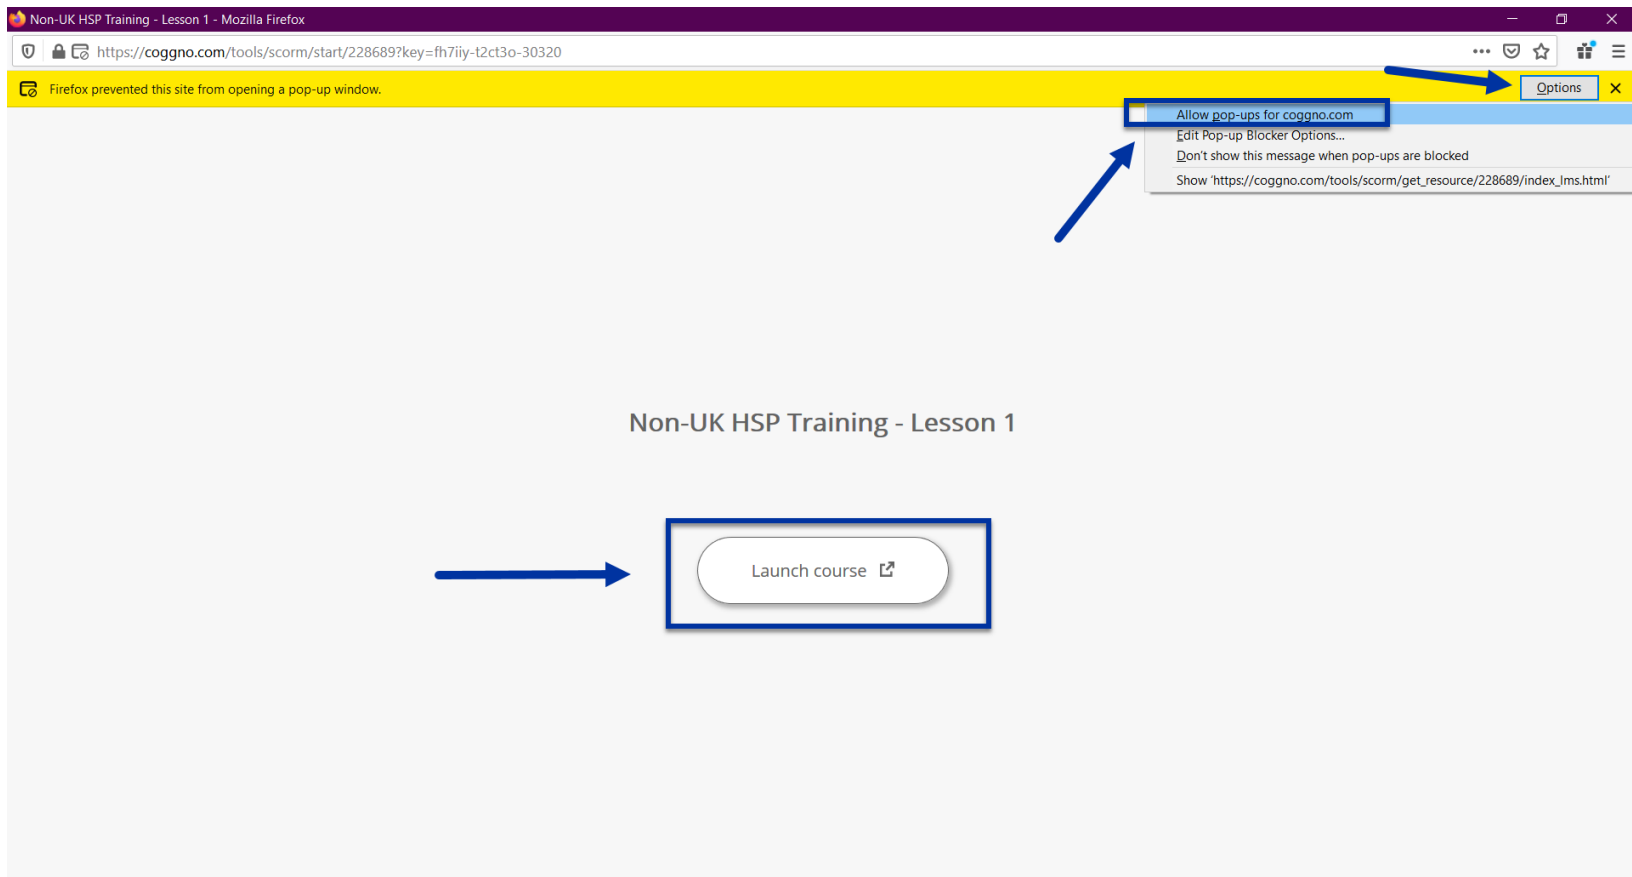 Non-UK HSP Training - Lesson 1 - Mozilla Firefox
https://coggno.com/tools/scorm/start/228689?key=fh7iiy-t2ct3o-30320
Firefox prevented this site from opening a pop-up window.
Options
Allow pop-ups for coggno.com
Edit Pop-up Blocker Options...
Don't show this message when pop-ups are blocked
Show 'https://coggno.com/tools/scorm/get_resource/228689/index_lms.html'
Non-UK HSP Training - Lesson 1
Launch course